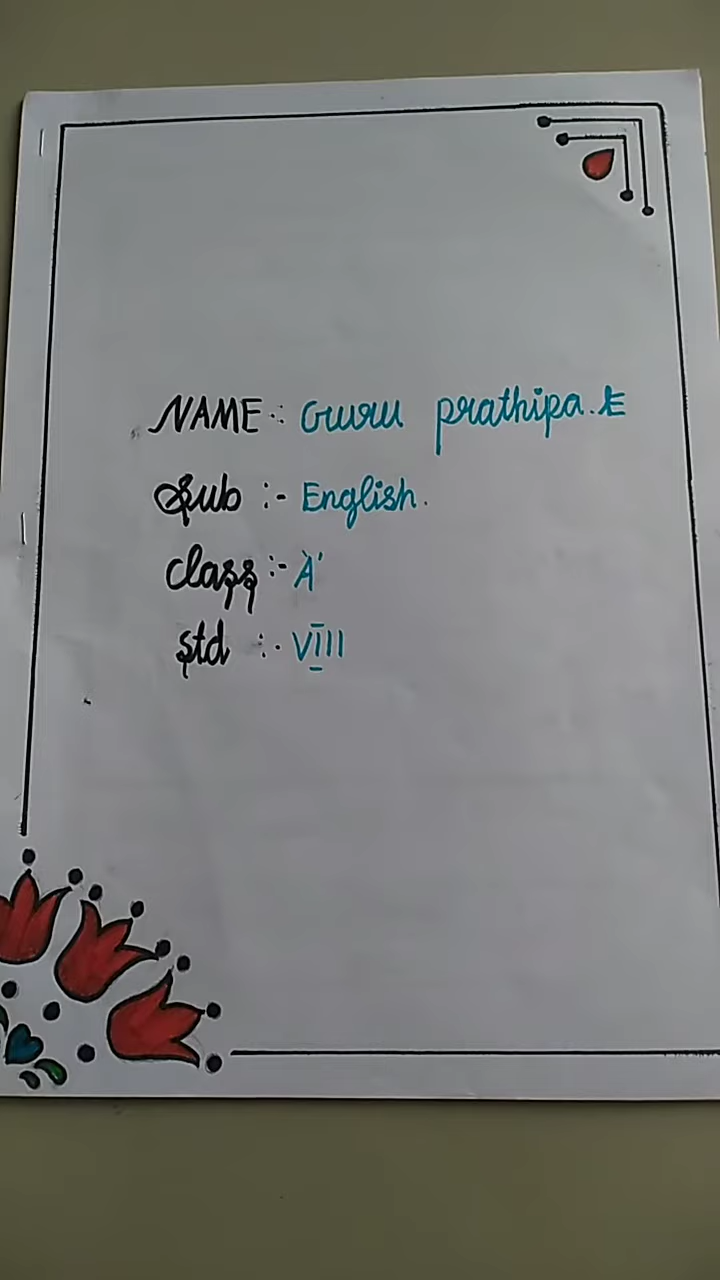 NAME :- Guru prathipa.E
Sub :- English.
Class :- 'A'
Std :- VIII